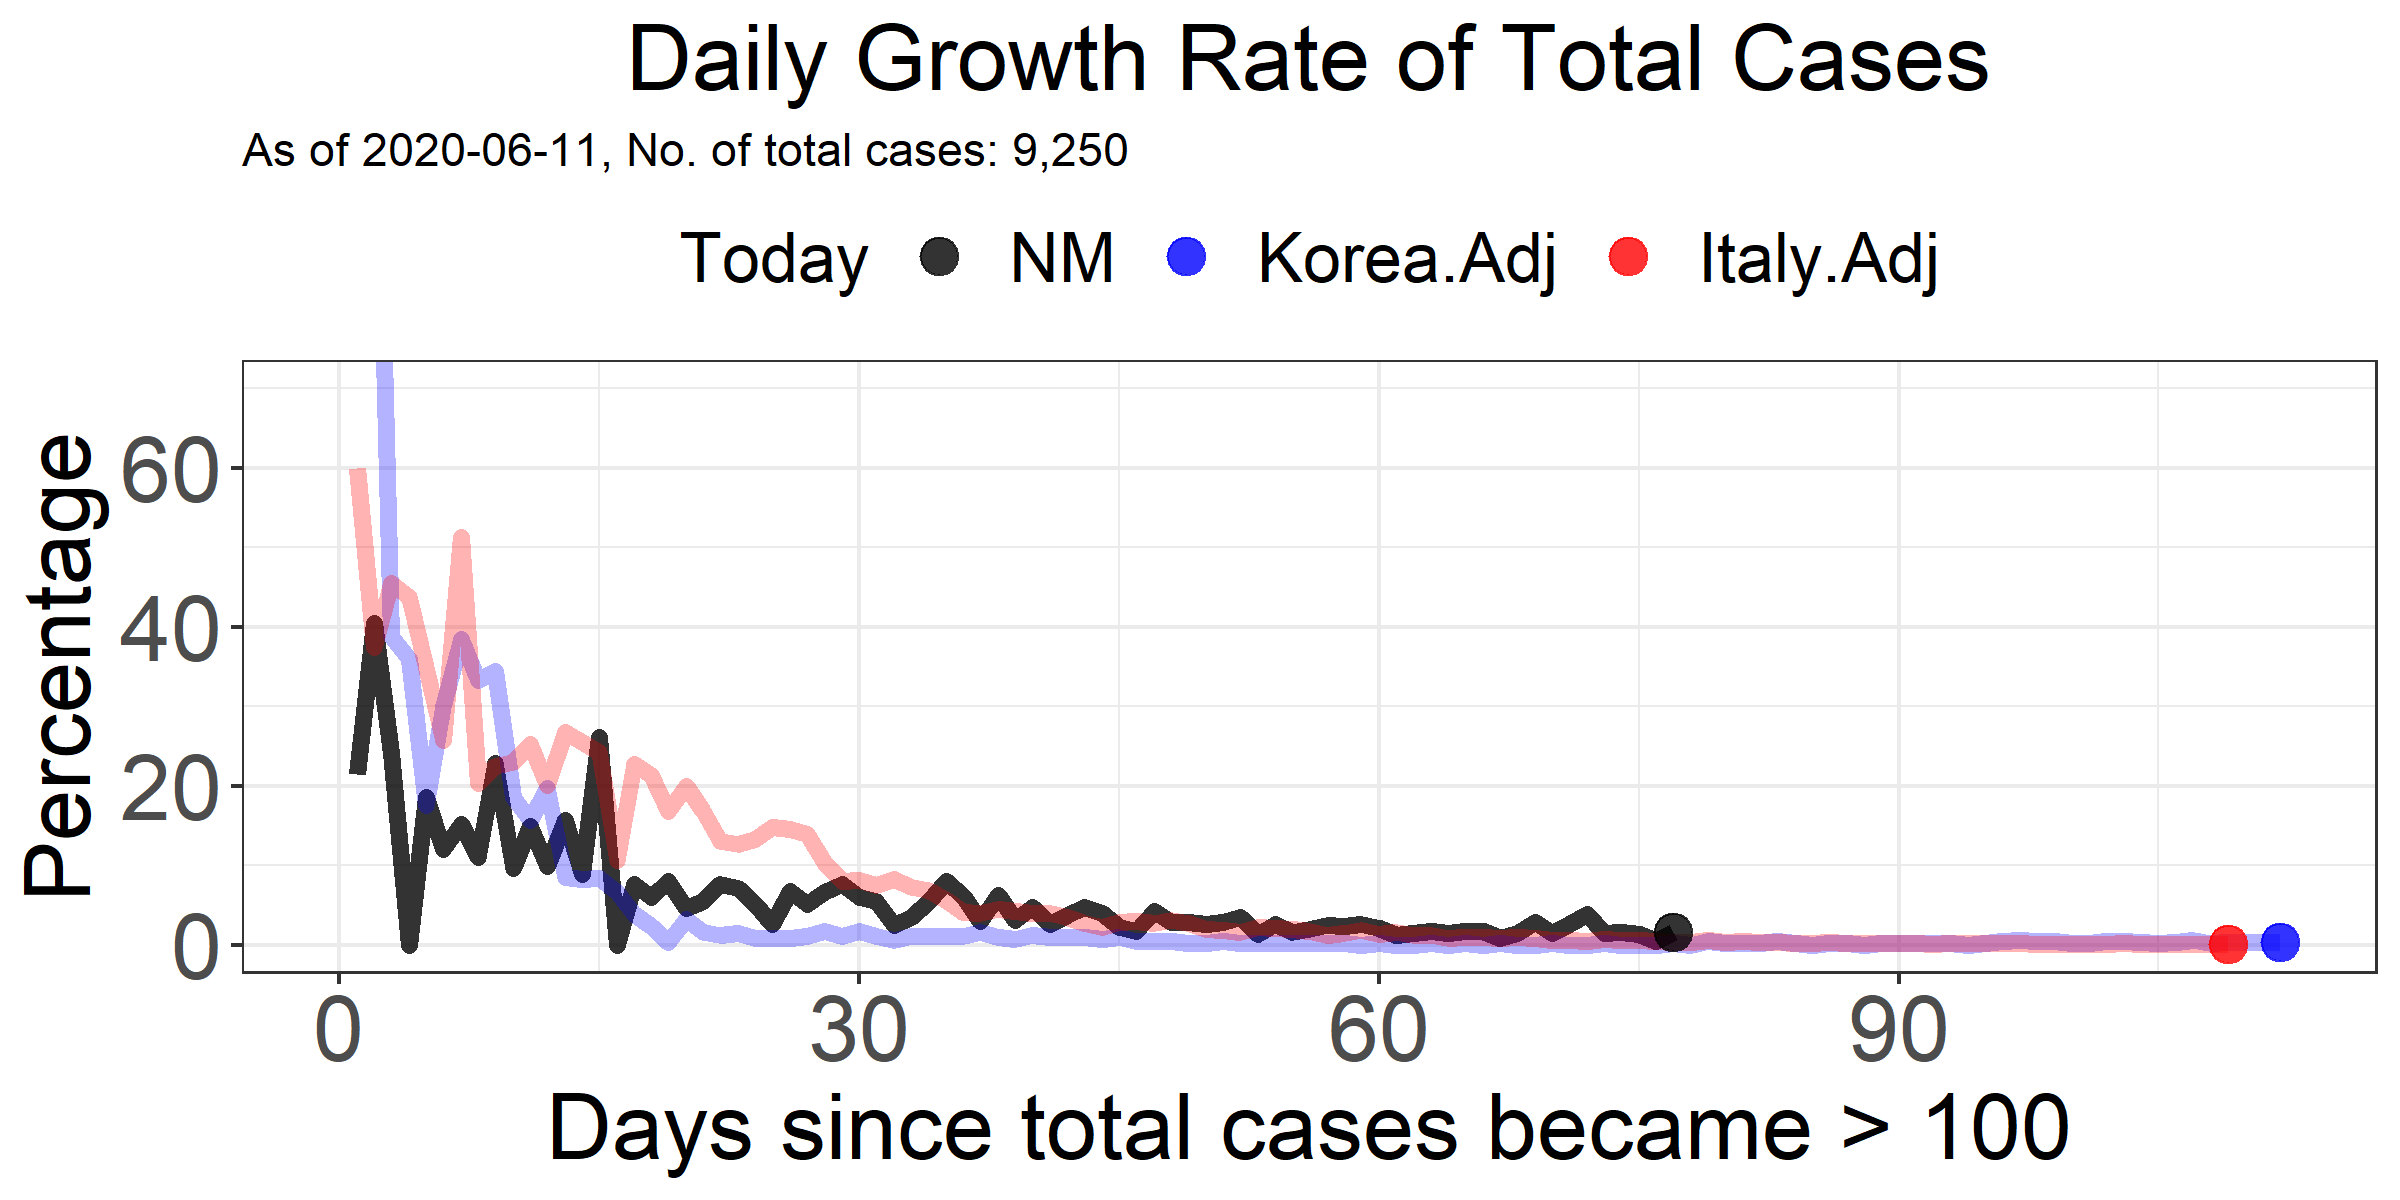 Daily Growth Rate of Total Cases
As of 2020-06-11, No. of total cases: 9,250
Today NM Korea.Adj Italy.Adj
Percentage
60
40
20
0
0 30 60 90
Days since total cases became > 100